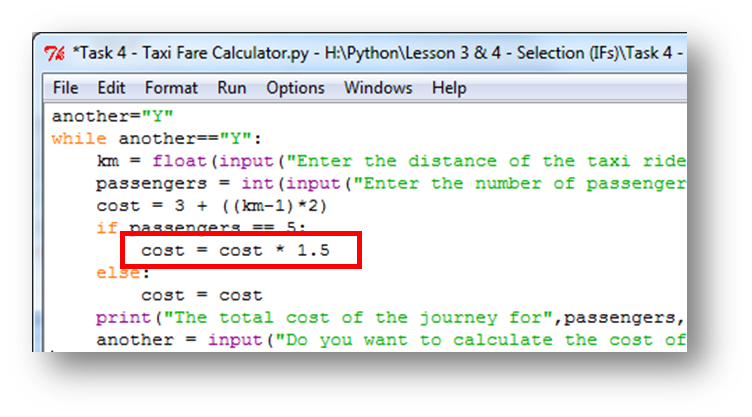 *Task 4 - Taxi Fare Calculator.py - H:\Python\Lesson 3 & 4 - Selection (IFs)\Task 4 -
File Edit Format Run Options Windows Help
another="Y"
while another=="Y":
    km = float(input("Enter the distance of the taxi ride
    passengers = int(input("Enter the number of passenger
    cost = 3 + ((km-1)*2)
    if passengers == 5:
        cost = cost * 1.5
    else:
        cost = cost
    print("The total cost of the journey for",passengers,
    another = input("Do you want to calculate the cost of